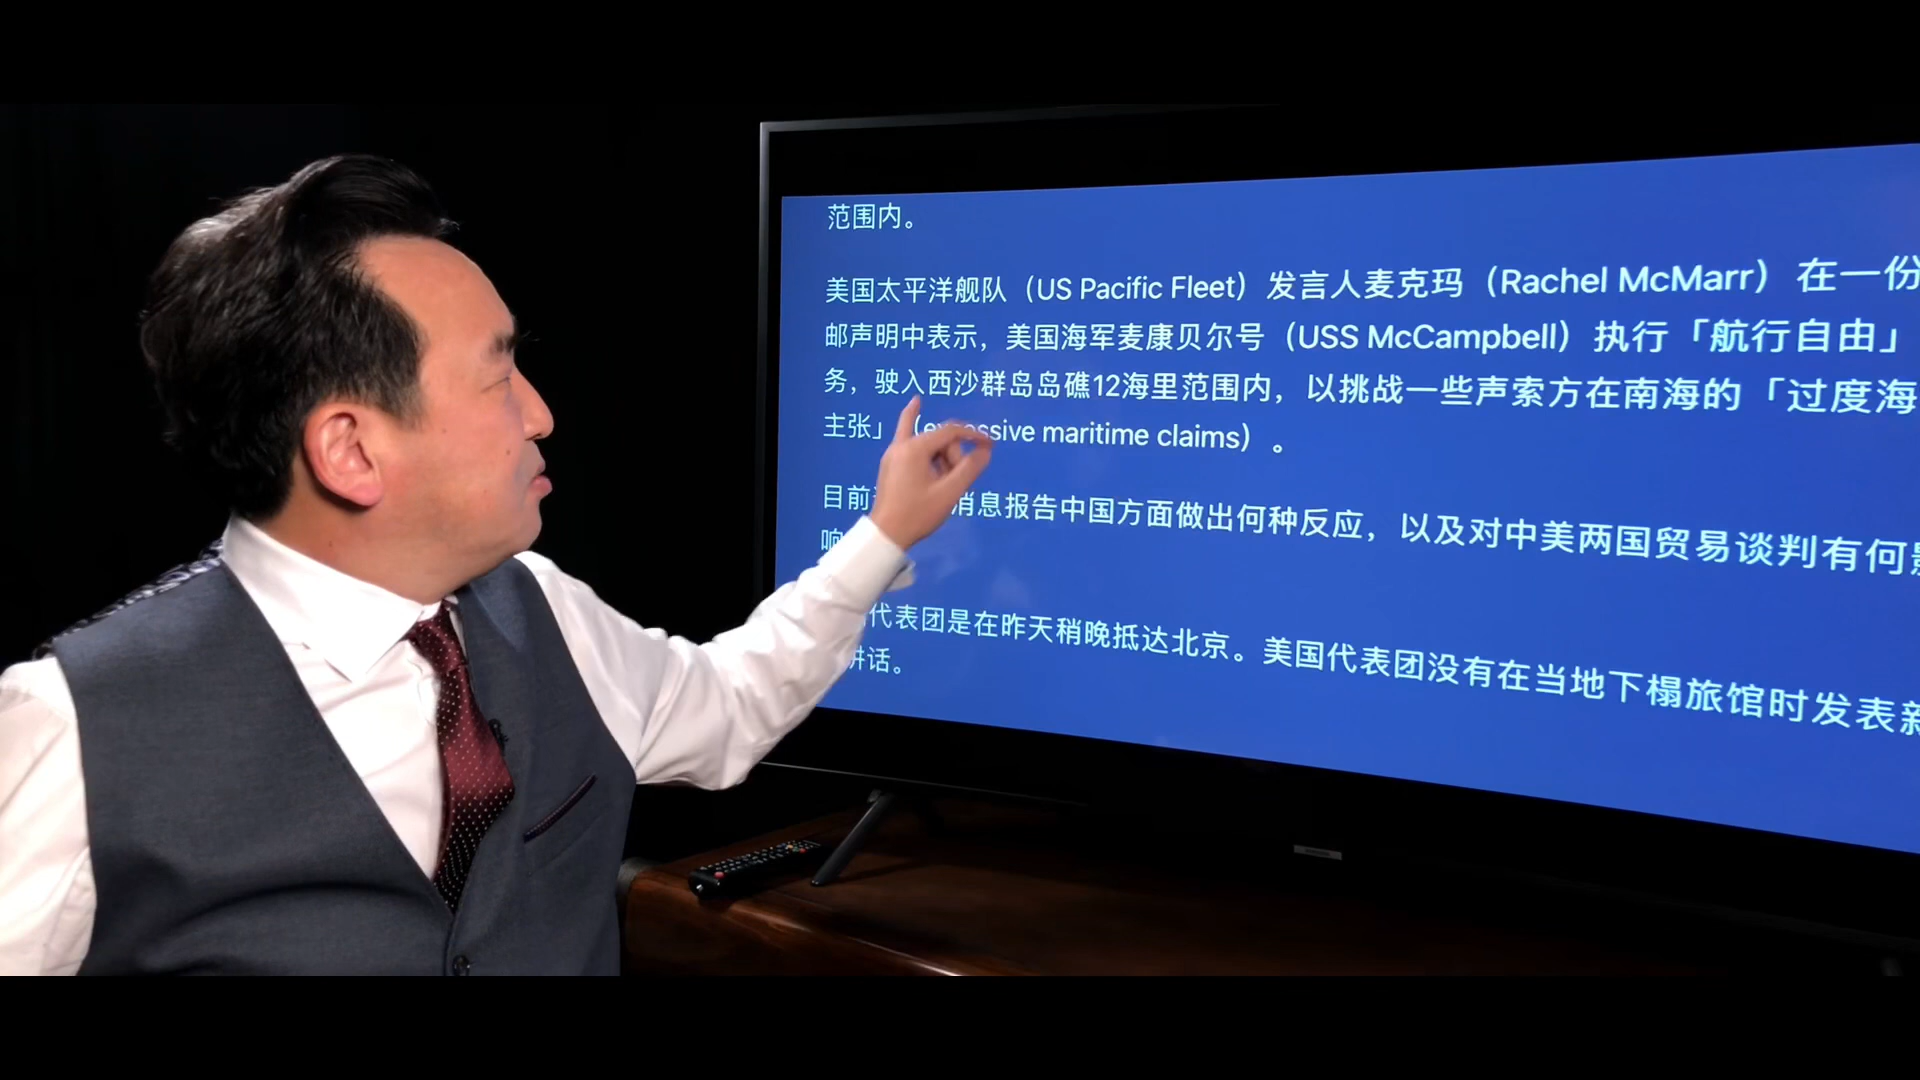 范围内。
美国太平洋舰队（US Pacific Fleet）发言人麦克玛（Rachel McMarr）在一份
邮声明中表示，美国海军麦康贝尔号（USS McCampbell）执行「航行自由」
务，驶入西沙群岛岛礁12海里范围内，以挑战一些声索方在南海的「过度海
主张」（excessive maritime claims）。
目前 消息报告中国方面做出何种反应，以及对中美两国贸易谈判有何影
响
代表团是在昨天稍晚抵达北京。美国代表团没有在当地下榻旅馆时发表新
讲话。